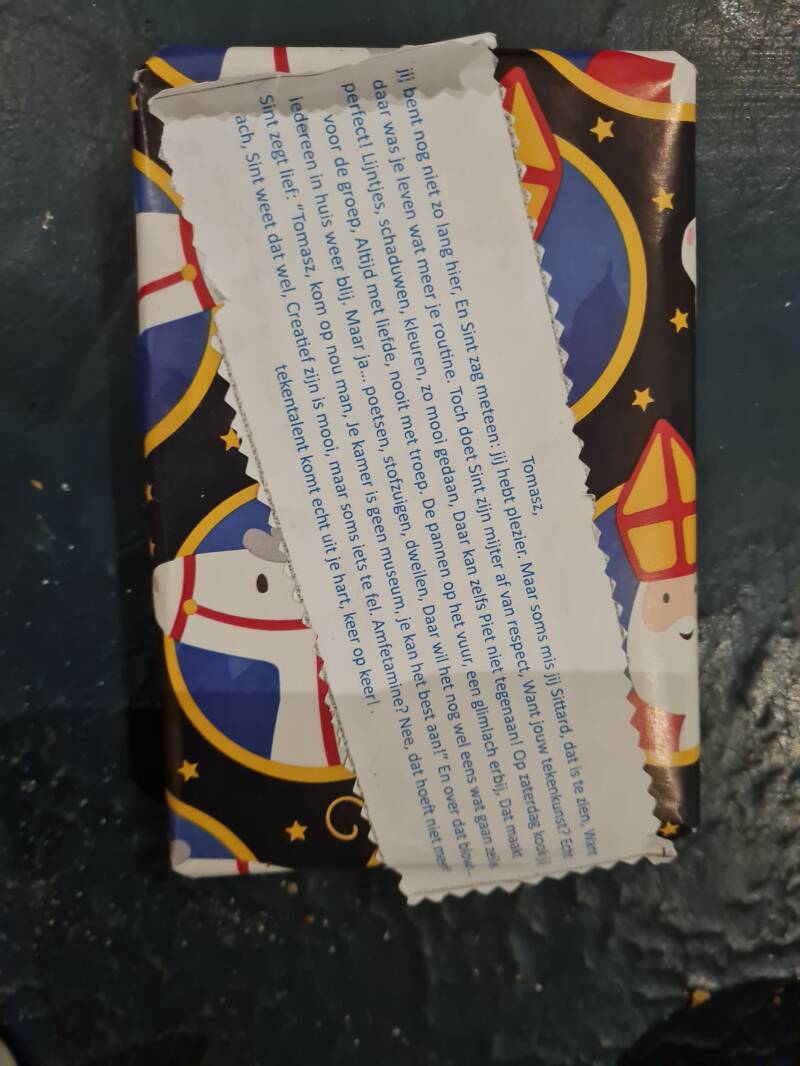 Tomasz,
jij bent nog niet zo lang hier, En Sint zag meteen: jij hebt plezier. Maar soms mis jij Sittard, dat is te zien, Want
daar was je leven wat meer je routine. Toch doet Sint zijn mijter af van respect, Want jouw tekenkunst? Echt
perfect! Lijntjes, schaduwen, kleuren, zo mooi gedaan, Daar kan zelfs Piet niet tegenaan! Op zaterdag kook jij
voor de groep, Altijd met liefde, nooit met troep. De pannen op het vuur, een glimlach erbij, Dat maakt
iedereen in huis weer blij. Maar ja... poetsen, stofzuigen, dweilen, Daar wil het nog wel eens wat gaan
Sint zegt lief: “Tomasz, kom op nou man, Je kamer is geen museum, je kan het best aan!” En over dat
ach, Sint weet dat wel, Creatief zijn is mooi, maar soms iets te fel. Amfetamine? Nee, dat hoeft niet meer
tekentalent komt echt uit je hart, keer op keer!.